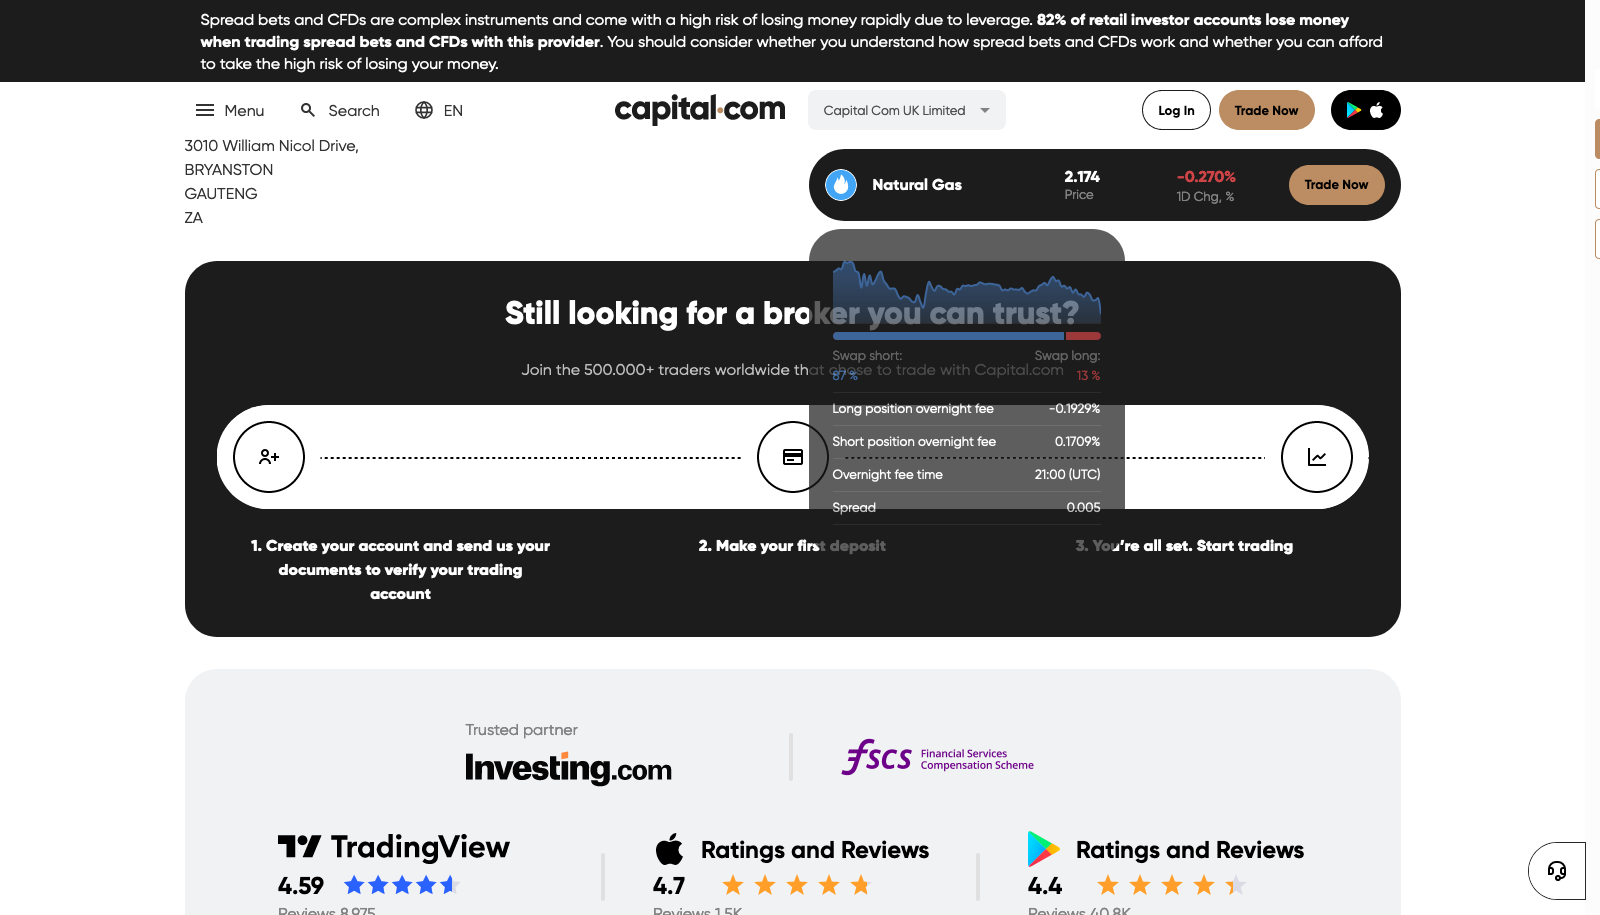 Spread bets and CFDs are complex instruments and come with a high risk of losing money rapidly due to leverage. 82% of retail investor accounts lose money
when trading spread bets and CFDs with this provider. You should consider whether you understand how spread bets and CFDs work and whether you can afford
to take the high risk of losing your money.
Menu
Search
EN
capital.com
Capital Com UK Limited
Log In
Trade Now
3010 William Nicol Drive,
BRYANSTON
GAUTENG
ZA
Natural Gas
2.174
Price
-0.270%
1D Chg, %
Trade Now
Still looking for a broker you can trust?
Join the 500.000+ traders worldwide that chose to trade with Capital.com
Swap short:
Swap long:
87 %
13 %
Long position overnight fee
-0.1929%
Short position overnight fee
0.1709%
Overnight fee time
21:00 (UTC)
Spread
0.005
1. Create your account and send us your
documents to verify your trading
account
2. Make your first deposit
3. You're all set. Start trading
Trusted partner
Investing.com
fscs
Financial Services
Compensation Scheme
TradingView
4.59
Reviews 8,975
Ratings and Reviews
4.7
Reviews 1.5K
Ratings and Reviews
4.4
Reviews 40.8K